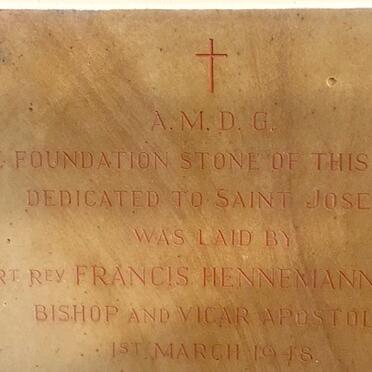 A. M. D. G.
FOUNDATION STONE OF THIS
DEDICATED TO SAINT JOSE
WAS LAID BY
RT REV FRANCIS HENNEMANN
BISHOP AND VICAR APOSTOL
1ST MARCH 1948.